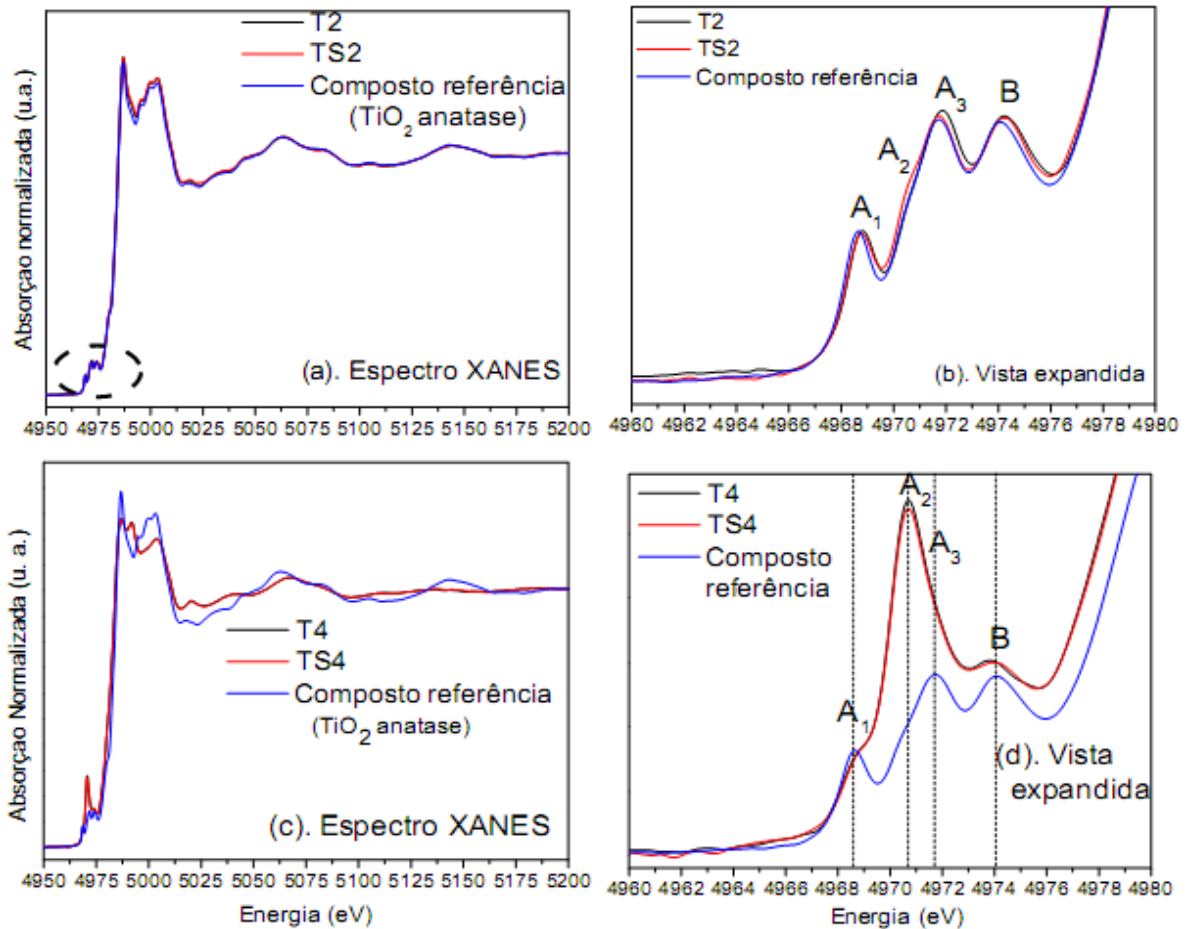 T2
TS2
Composto referência
(TiO2 anatase)
Absorçao normalizada (u.a.)
(a). Espectro XANES
4950 4975 5000 5025 5050 5075 5100 5125 5150 5175 5200
T2
TS2
Composto referência
A1
A2
A3
B
(b). Vista expandida
4960 4962 4964 4966 4968 4970 4972 4974 4976 4978 4980
Absorçao Normalizada (u. a.)
T4
TS4
Composto referência
(TiO2 anatase)
(c). Espectro XANES
4950 4975 5000 5025 5050 5075 5100 5125 5150 5175 5200
Energia (eV)
T4
TS4
Composto
referência
A1
A2
A3
B
(d). Vista
expandida
4960 4962 4964 4966 4968 4970 4972 4974 4976 4978 4980
Energia (eV)